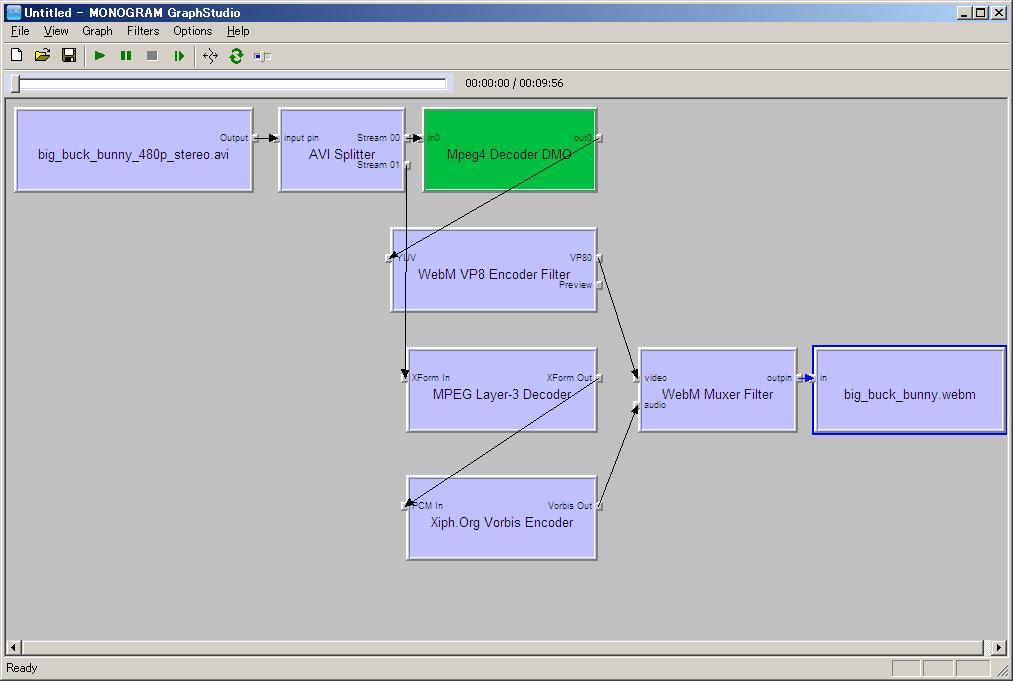 Untitled - MONOGRAM GraphStudio
File View Graph Filters Options Help
00:00:00 / 00:09:56
big_buck_bunny_480p_stereo.avi
Output
input pin
AVI Splitter
Stream 00
Stream 01
in0
Mpeg4 Decoder DMO
out0
YUV
WebM VP8 Encoder Filter
VP80
Preview
XForm In
MPEG Layer-3 Decoder
XForm Out
video
audio
WebM Muxer Filter
outpin
in
big_buck_bunny.webm
PCM In
Xiph.Org Vorbis Encoder
Vorbis Out
Ready